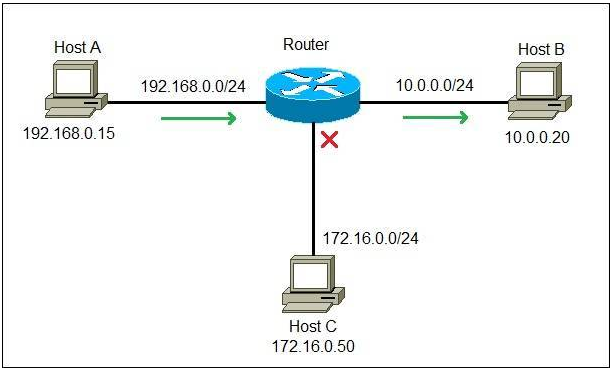 Host A
Router
Host B
192.168.0.0/24
10.0.0.0/24
192.168.0.15
10.0.0.20
172.16.0.0/24
Host C
172.16.0.50